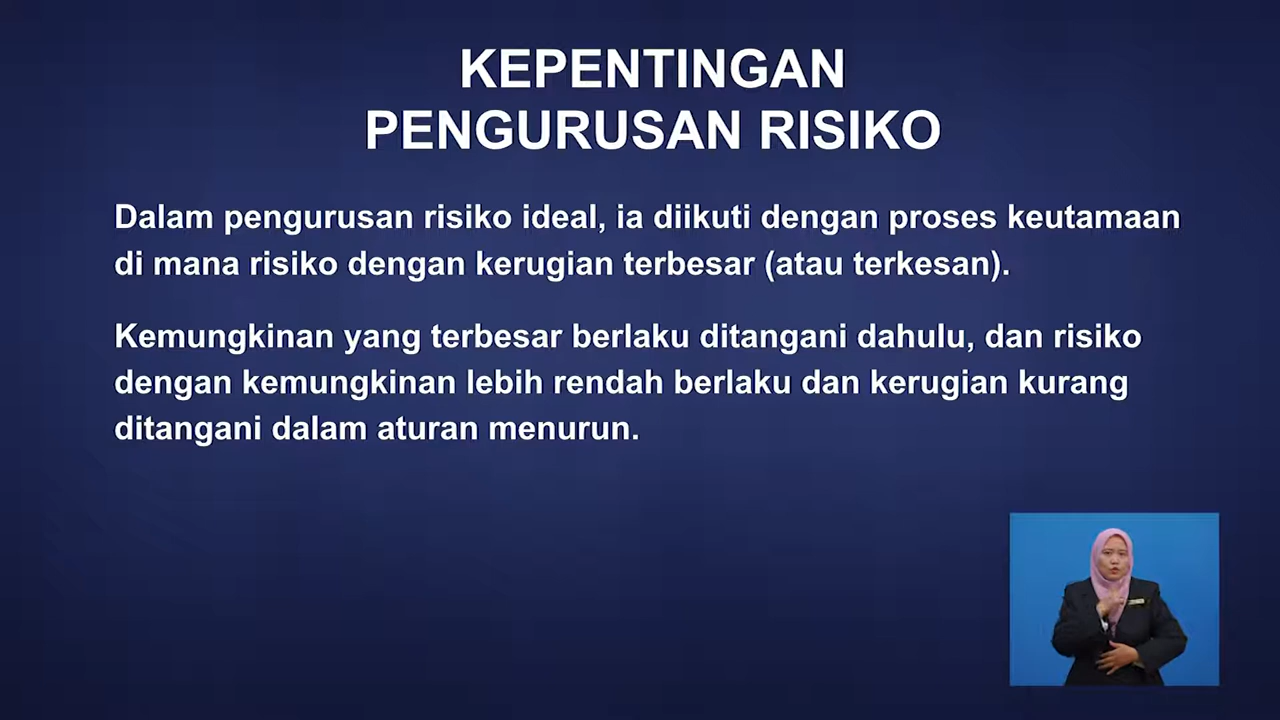 KEPENTINGAN
PENGURUSAN RISIKO
Dalam pengurusan risiko ideal, ia diikuti dengan proses keutamaan
di mana risiko dengan kerugian terbesar (atau terkesan).
Kemungkinan yang terbesar berlaku ditangani dahulu, dan risiko
dengan kemungkinan lebih rendah berlaku dan kerugian kurang
ditangani dalam aturan menurun.